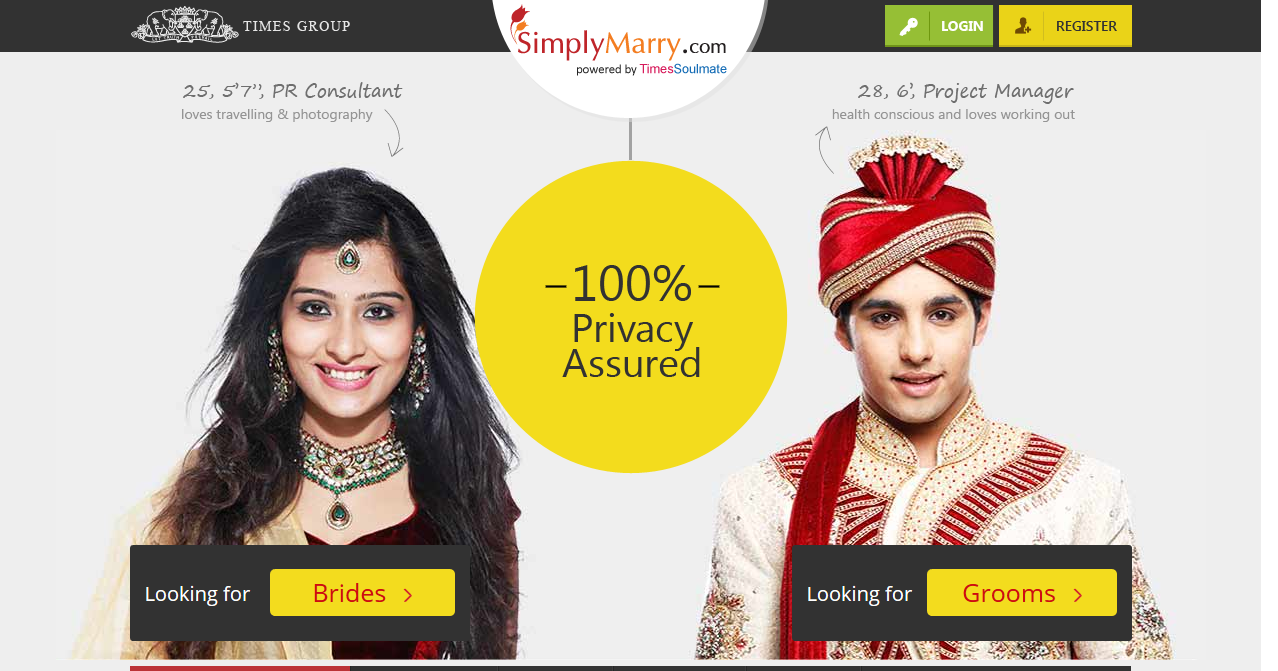 TIMES GROUP
SimplyMarry.com
powered by TimesSoulmate
LOGIN
REGISTER
25, 5'7'', PR Consultant
loves travelling & photography
28, 6', Project Manager
health conscious and loves working out
–100%–
Privacy
Assured
Looking for
Brides >
Looking for
Grooms >